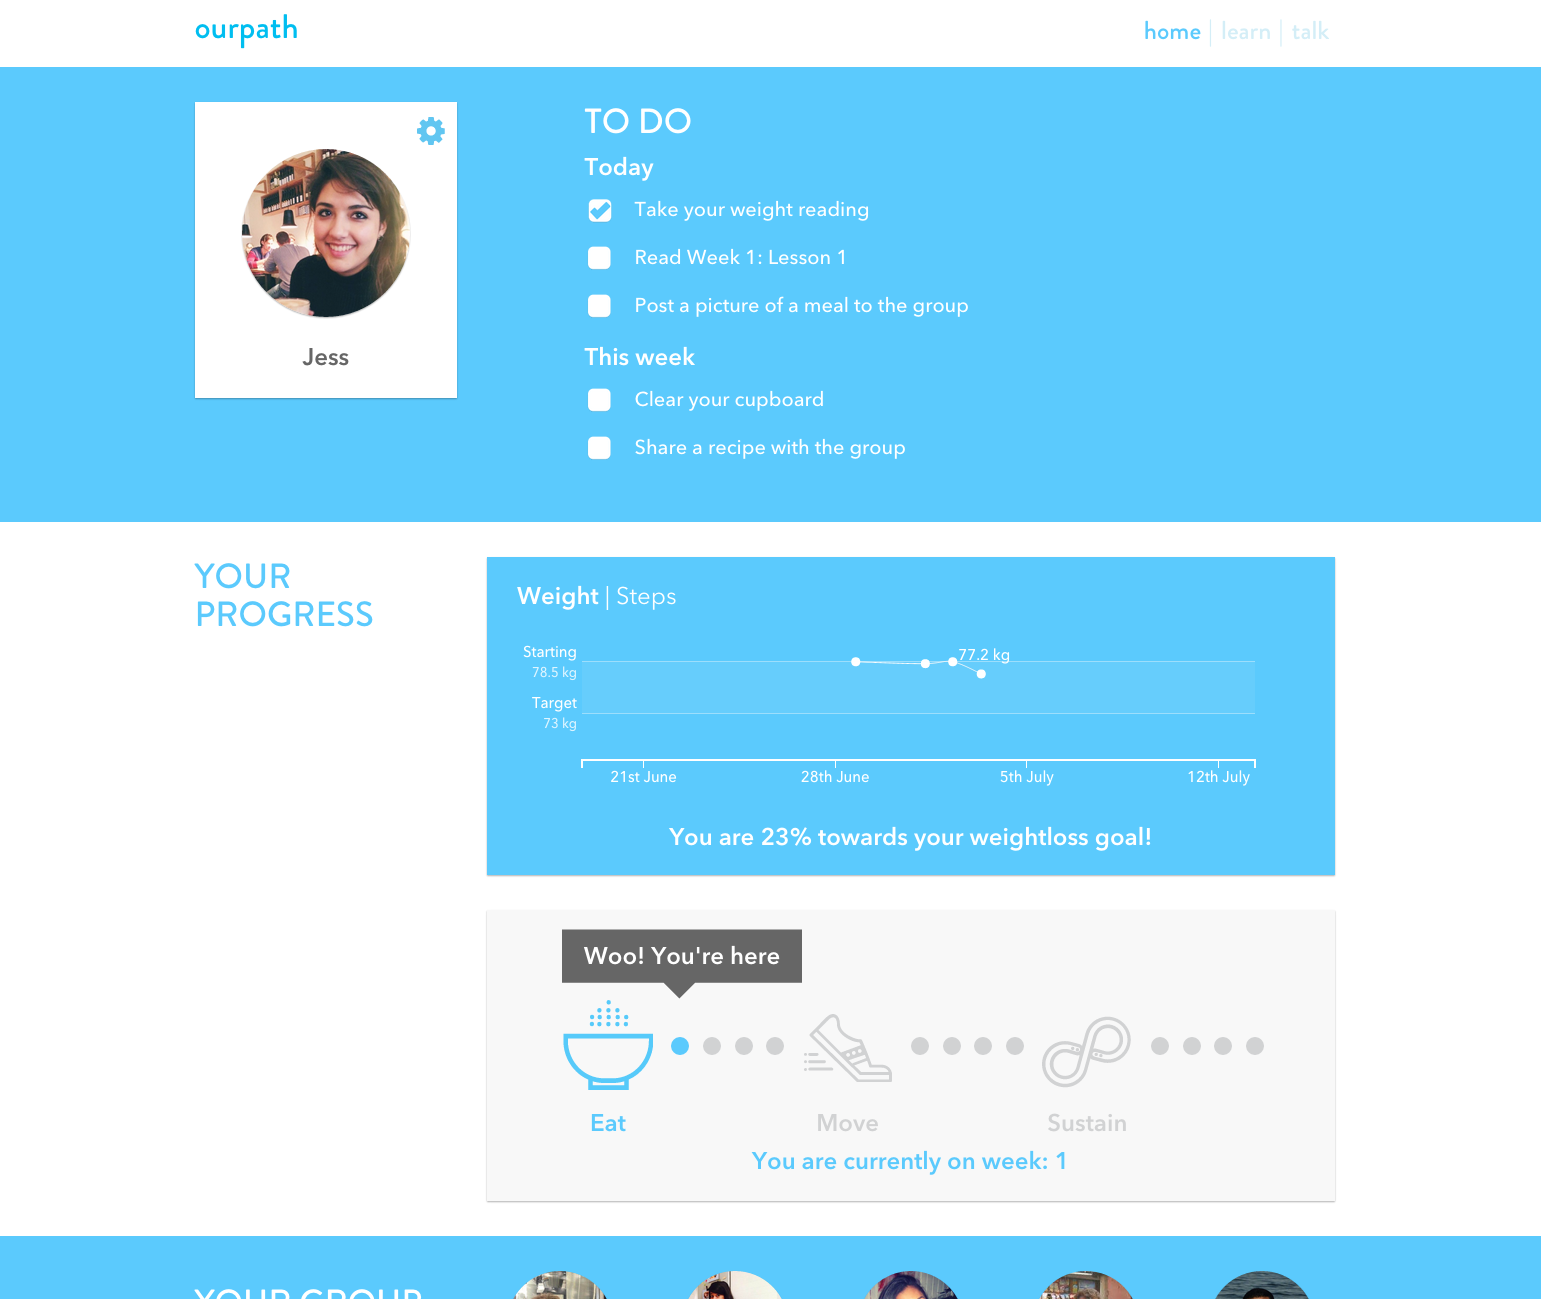 ourpath
home | learn | talk
TO DO
Today
Take your weight reading
Read Week 1: Lesson 1
Post a picture of a meal to the group
Jess
This week
Clear your cupboard
Share a recipe with the group
YOUR
PROGRESS
Weight | Steps
Starting
78.5 kg
77.2 kg
Target
73 kg
21st June
28th June
5th July
12th July
You are 23% towards your weightloss goal!
Woo! You're here
Eat
Move
Sustain
You are currently on week: 1
YOUR GROUP